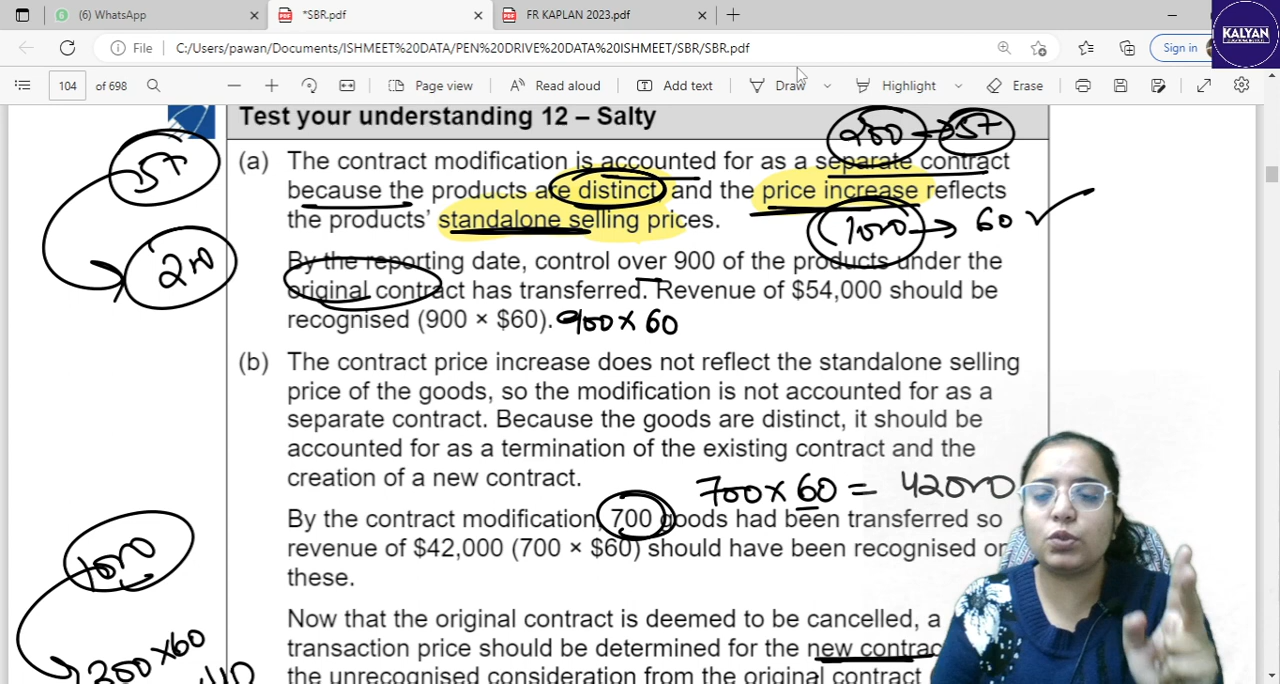 (6) WhatsApp
*SBR.pdf
FR KAPLAN 2023.pdf
File C:/Users/pawan/Documents/ISHMEET%20DATA/PEN%20DRIVE%20DATA%20ISHMEET/SBR/SBR.pdf
Sign in
KALYAN
104 of 698
Page view
Read aloud
Add text
Draw
Highlight
Erase
Test your understanding 12 – Salty
200 → 57
57
200
(a) The contract modification is accounted for as a separate contract
because the products are distinct and the price increase reflects
the products' standalone selling prices.
1000 → 60 ✓
By the reporting date, control over 900 of the products under the
original contract has transferred. Revenue of $54,000 should be
recognised (900 × $60). 900 × 60
(b) The contract price increase does not reflect the standalone selling
price of the goods, so the modification is not accounted for as a
separate contract. Because the goods are distinct, it should be
accounted for as a termination of the existing contract and the
creation of a new contract.
700 × 60 = 42000
By the contract modification, 700 goods had been transferred so
revenue of $42,000 (700 × $60) should have been recognised on
these.
1000
300 × 60
Now that the original contract is deemed to be cancelled, a
transaction price should be determined for the new contrac
the unrecognised consideration from the original contract